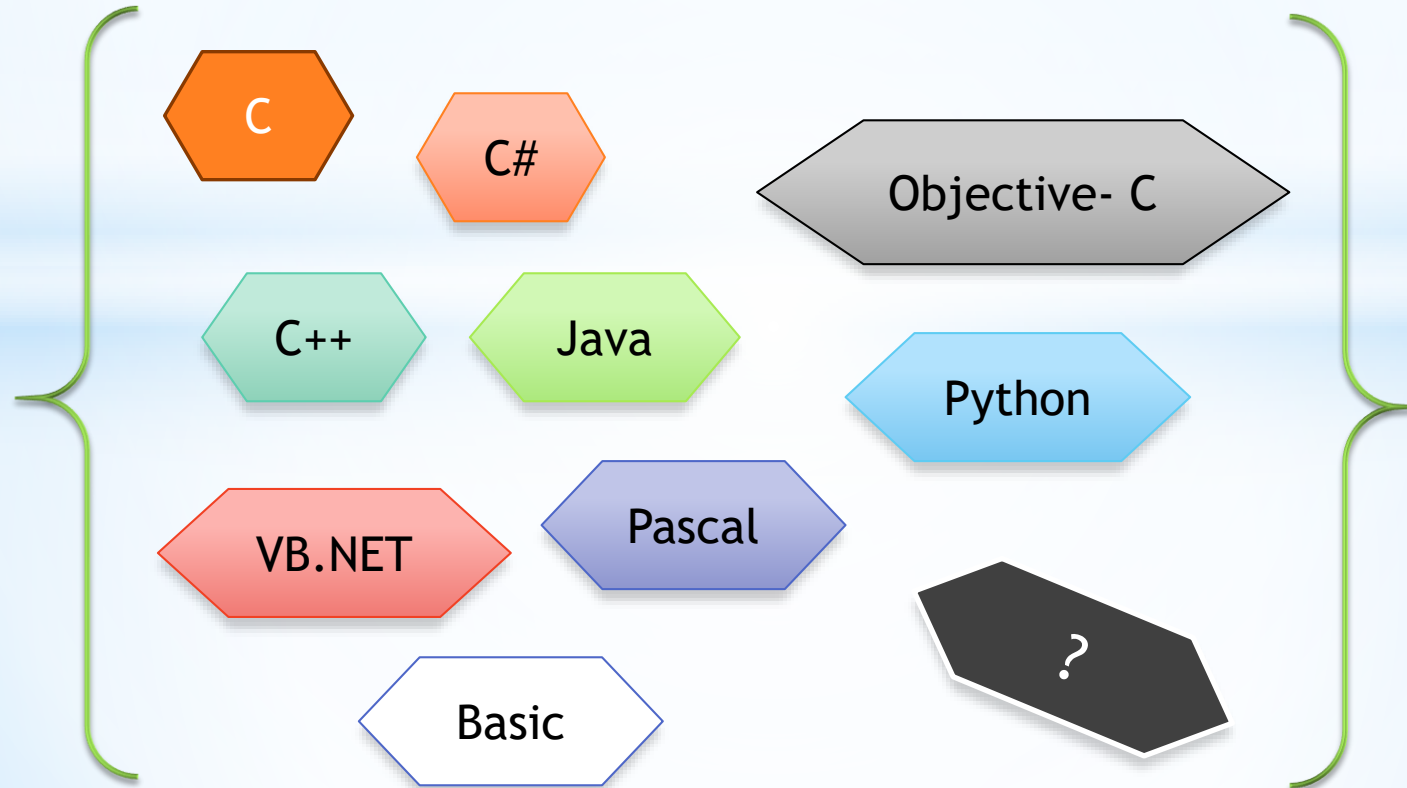 C
C#
Objective- C
C++
Java
Python
VB.NET
Pascal
?
Basic